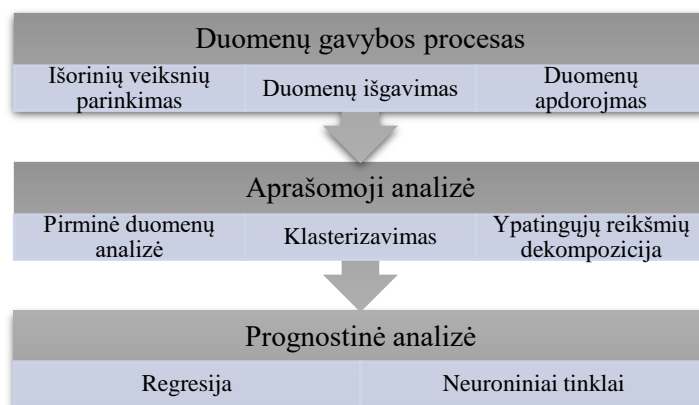 Duomenų gavybos procesas
Išorinių veiksnių
parinkimas
Duomenų išgavimas
Duomenų
apdorojmas
Aprašomoji analizė
Pirminė duomenų
analizė
Klasterizavimas
Ypatingųjų reikšmių
dekompozicija
Prognostinė analizė
Regresija
Neuroniniai tinklai